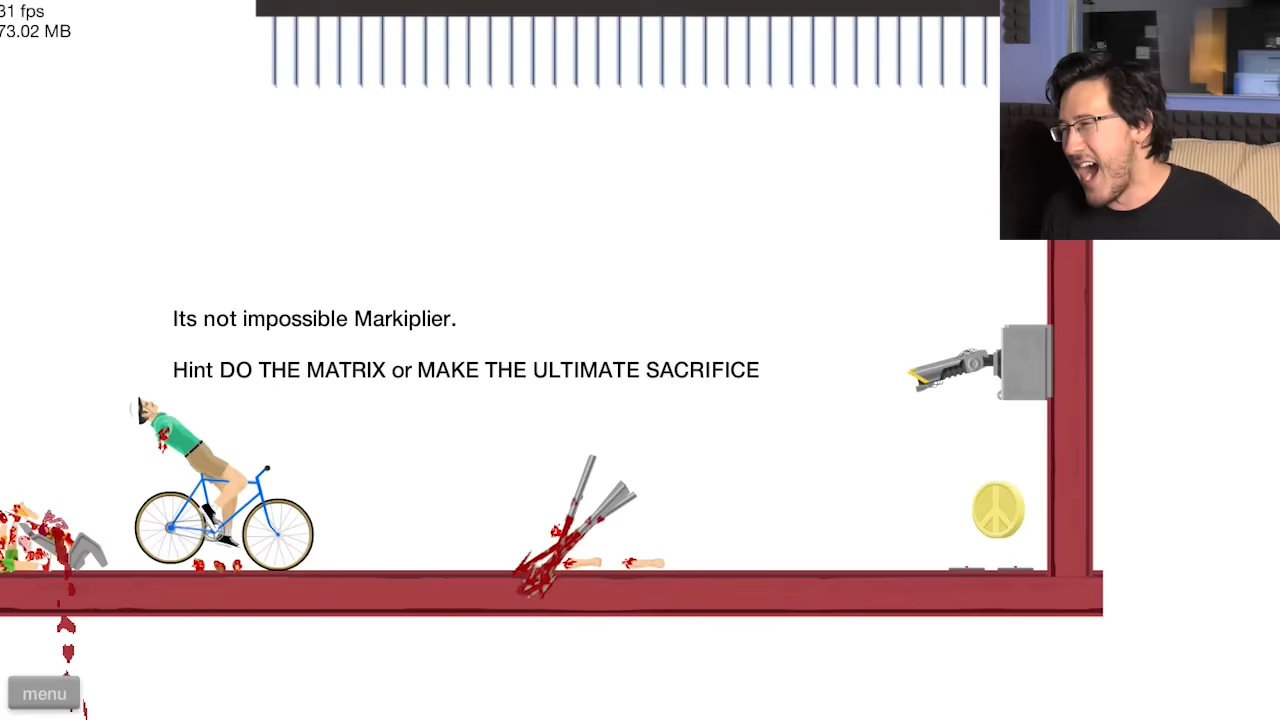 31 fps
73.02 MB
Its not impossible Markiplier.
Hint DO THE MATRIX or MAKE THE ULTIMATE SACRIFICE
menu